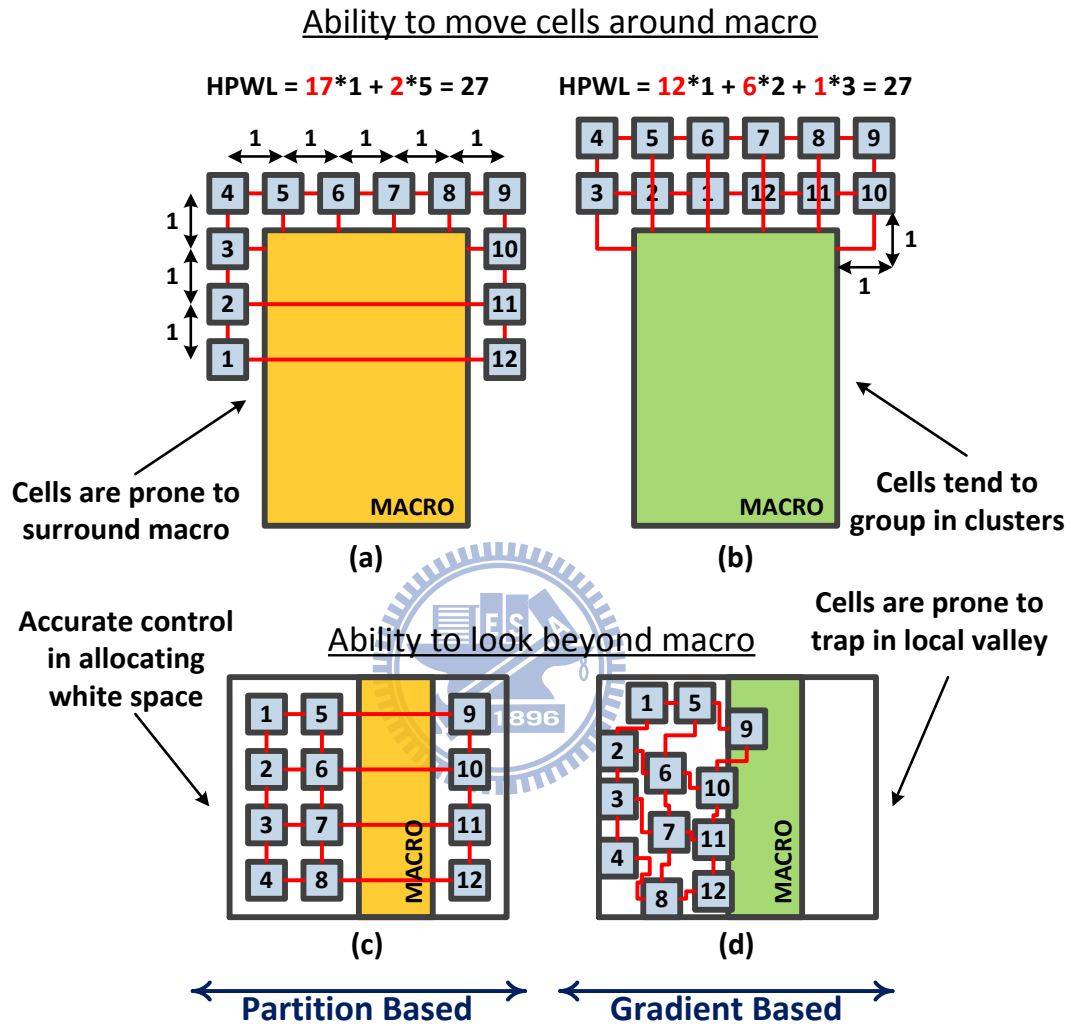 Ability to move cells around macro
HPWL = 17*1 + 2*5 = 27
HPWL = 12*1 + 6*2 + 1*3 = 27
1 1 1 1 1
4 5 6 7 8 9
1
3 10
1
2 11
1
1 12
MACRO
Cells are prone to
surround macro
(a)
4 5 6 7 8 9
3 2 1 12 11 10
1
1
MACRO
Cells tend to
group in clusters
(b)
Accurate control
in allocating
white space
Ability to look beyond macro
Cells are prone to
trap in local valley
E S A
1896
1 5 9
2 6 10
3 7 11
4 8 12
MACRO
(c)
1 5
9
2
6
10
3
7
11
4
12
8
MACRO
(d)
Partition Based
Gradient Based